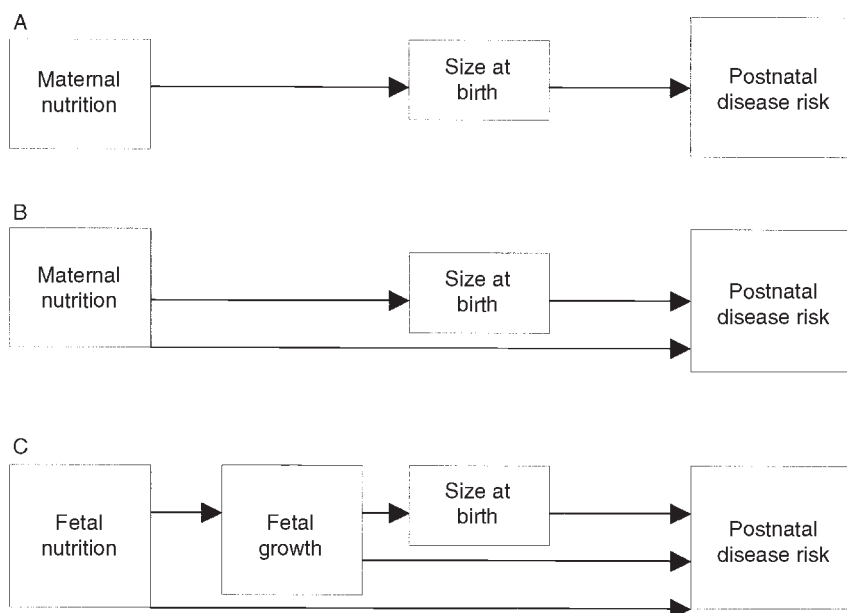 A
Maternal
nutrition
Size at
birth
Postnatal
disease risk
B
Maternal
nutrition
Size at
birth
Postnatal
disease risk
C
Fetal
nutrition
Fetal
growth
Size at
birth
Postnatal
disease risk